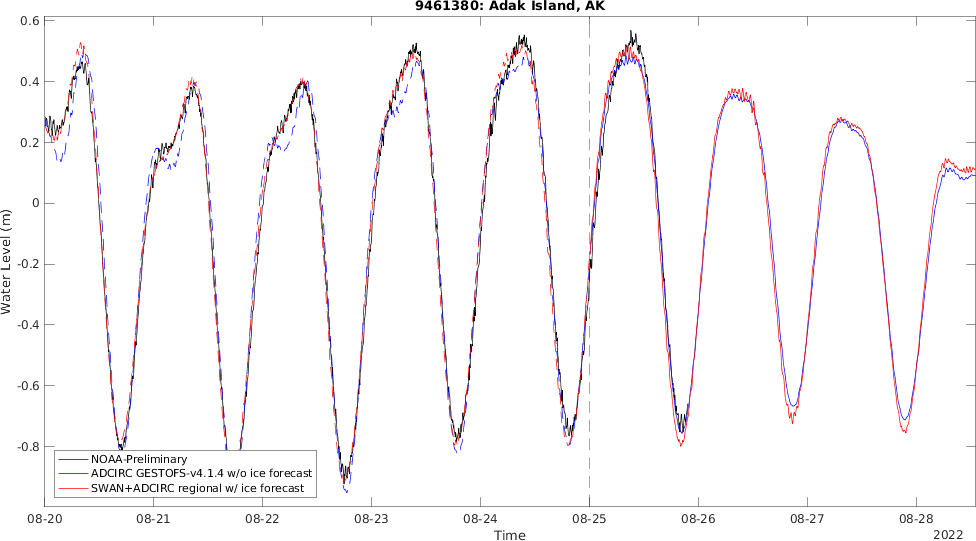 9461380: Adak Island, AK
0.6
0.4
0.2
0
-0.2
-0.4
-0.6
-0.8
Water Level (m)
NOAA-Preliminary
ADCIRC GESTOFS-v4.1.4 w/o ice forecast
SWAN+ADCIRC regional w/ ice forecast
08-20 08-21 08-22 08-23 08-24 08-25 08-26 08-27 08-28
Time
2022